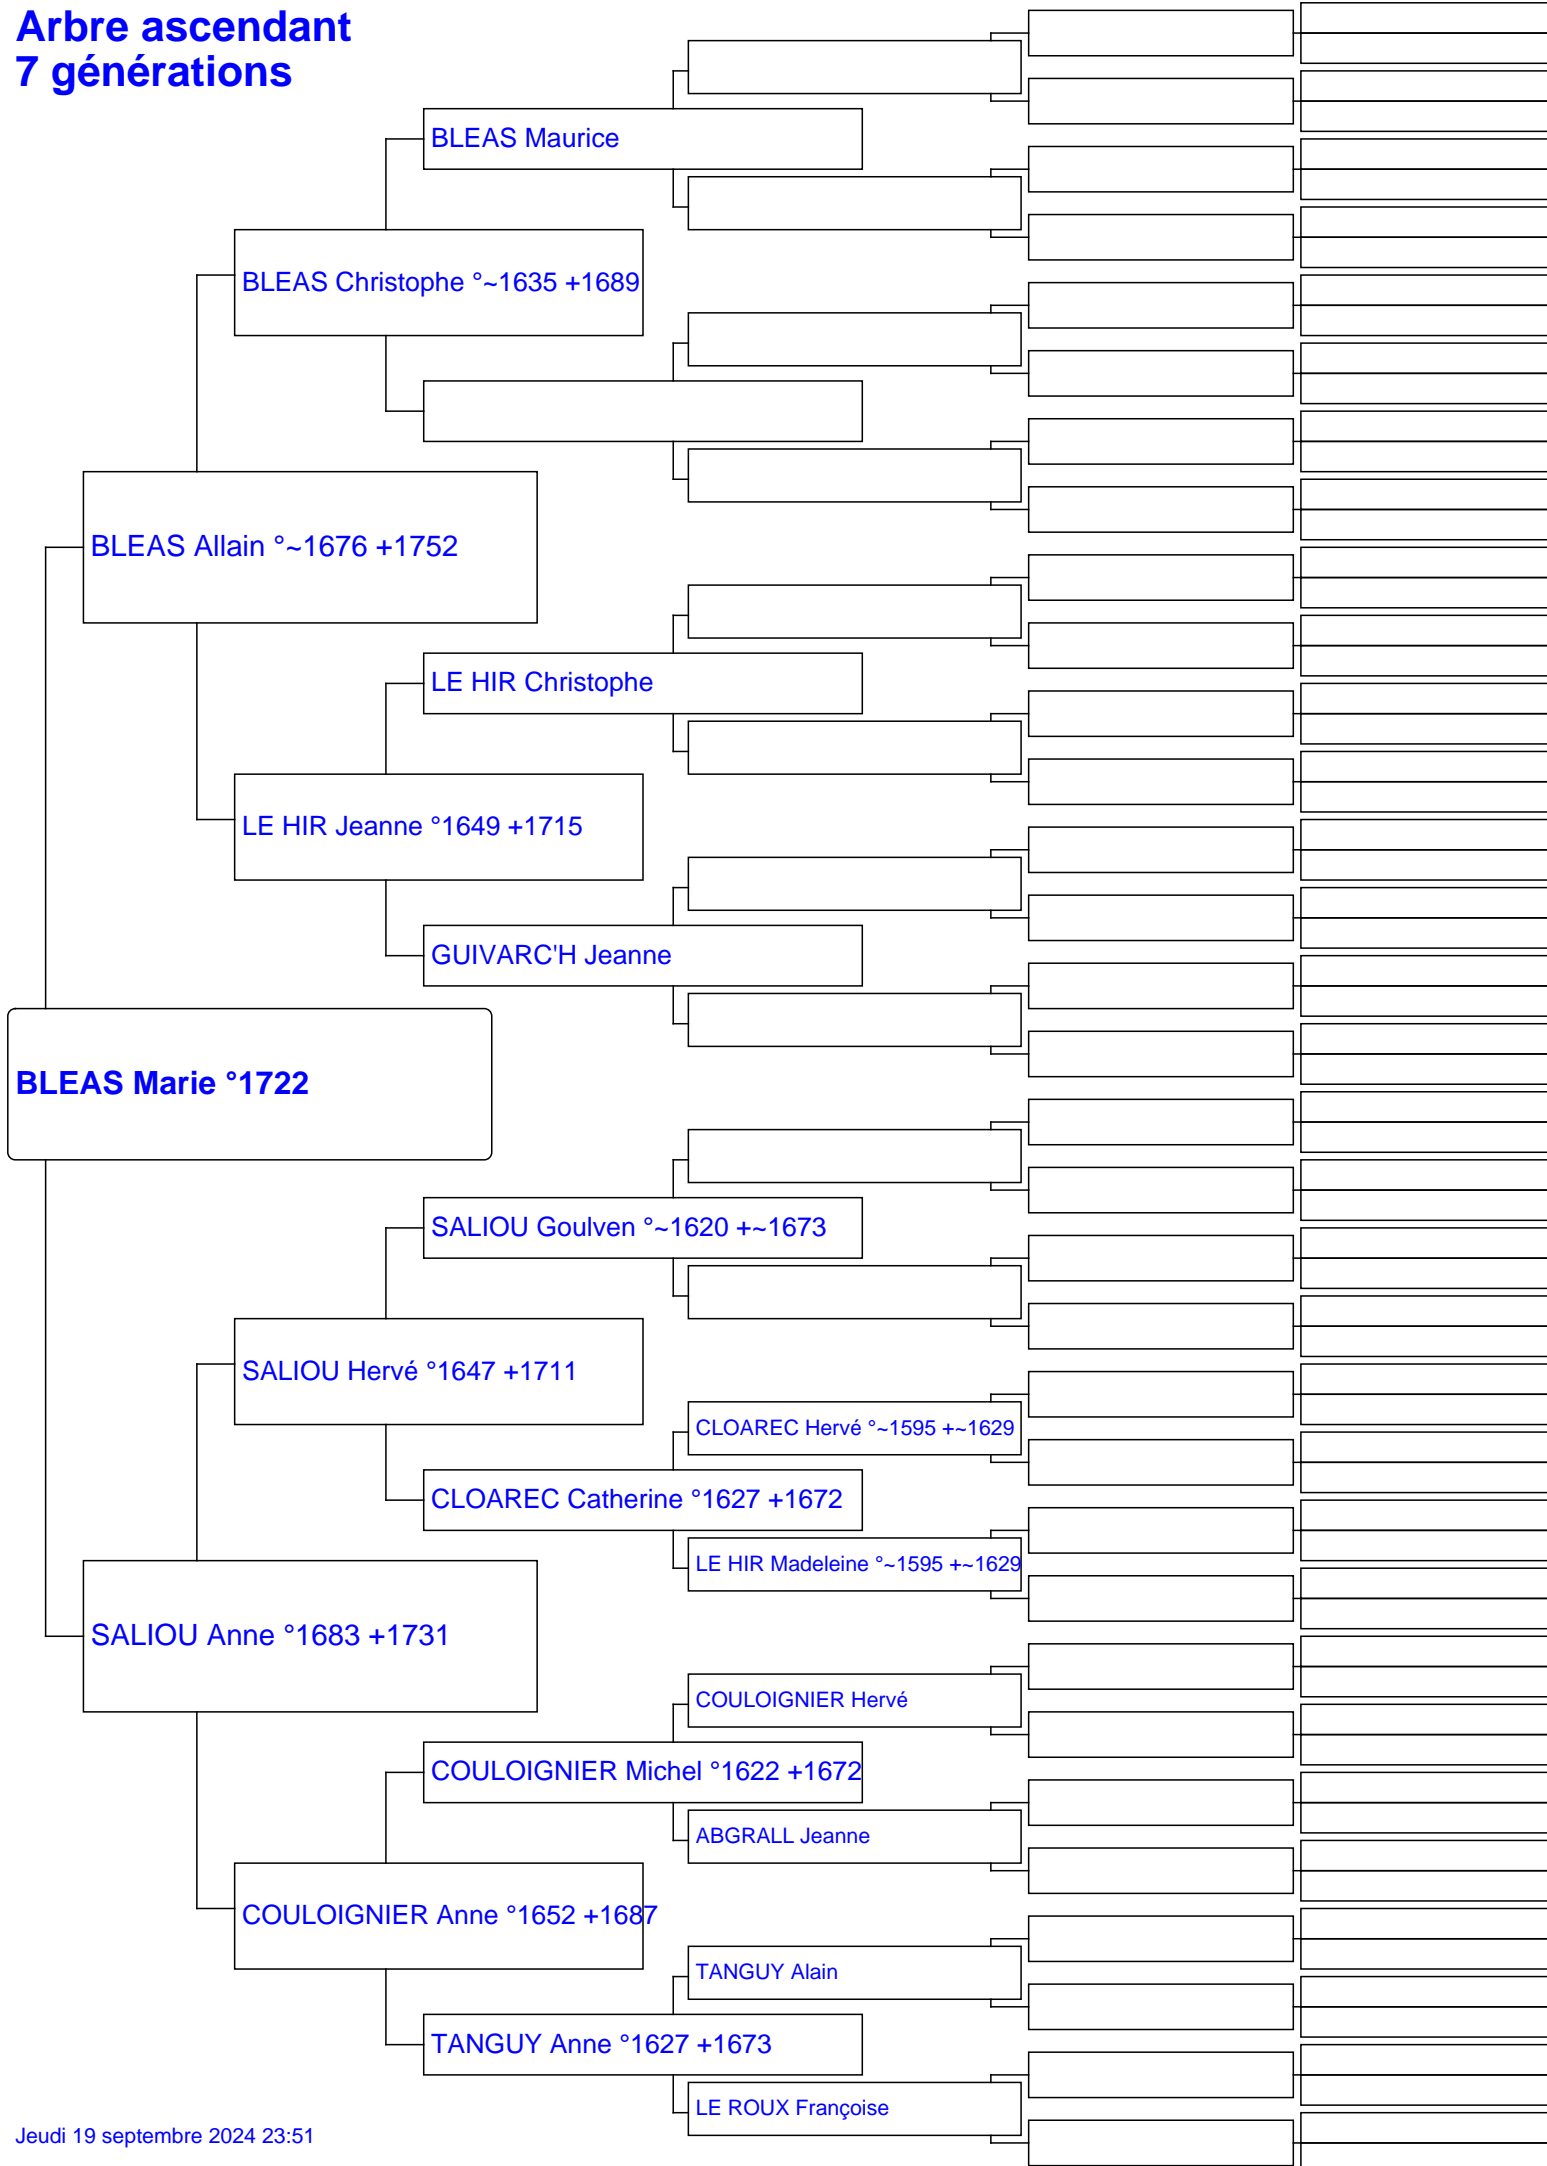 Arbre ascendant
7 générations
BLEAS Maurice
BLEAS Christophe °~1635 +1689
BLEAS Allain °~1676 +1752
LE HIR Christophe
LE HIR Jeanne °1649 +1715
GUIVARC'H Jeanne
BLEAS Marie °1722
SALIOU Goulven °~1620 +~1673
SALIOU Hervé °1647 +1711
CLOAREC Hervé °~1595 +~1629
CLOAREC Catherine °1627 +1672
LE HIR Madeleine °~1595 +~1629
SALIOU Anne °1683 +1731
COULOIGNIER Hervé
COULOIGNIER Michel °1622 +1672
ABGRALL Jeanne
COULOIGNIER Anne °1652 +1687
TANGUY Alain
TANGUY Anne °1627 +1673
LE ROUX Françoise
Jeudi 19 septembre 2024 23:51